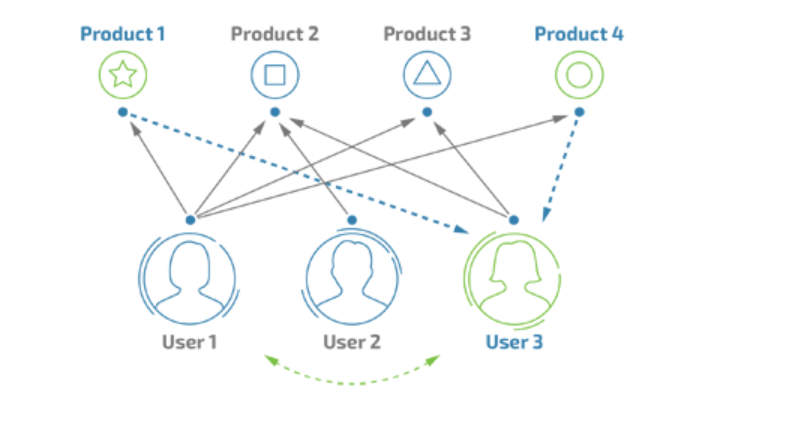 Product 1
Product 2
Product 3
Product 4
User 1
User 2
User 3